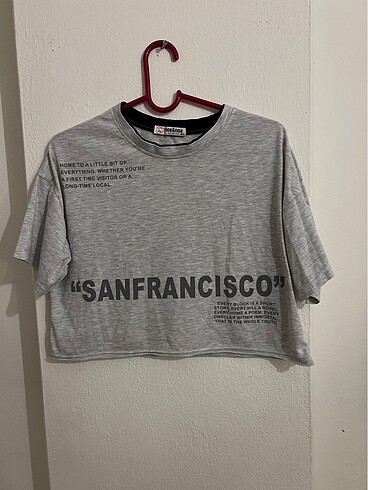 HOME TO A LITTLE BIT OF
EVERYTHING. WHETHER YOU'RE
A FIRST TIME VISITOR OR A
LONG-TIME LOCAL.
“SANFRANCISCO”
EVERY BLOCK IS A SHORT
STORY, EVERY HILL A NOVEL.
EVERY HOME A POEM, EVERY
DWELLER WITHIN IMMORTAL.
THAT IS THE WHOLE TRUTH.